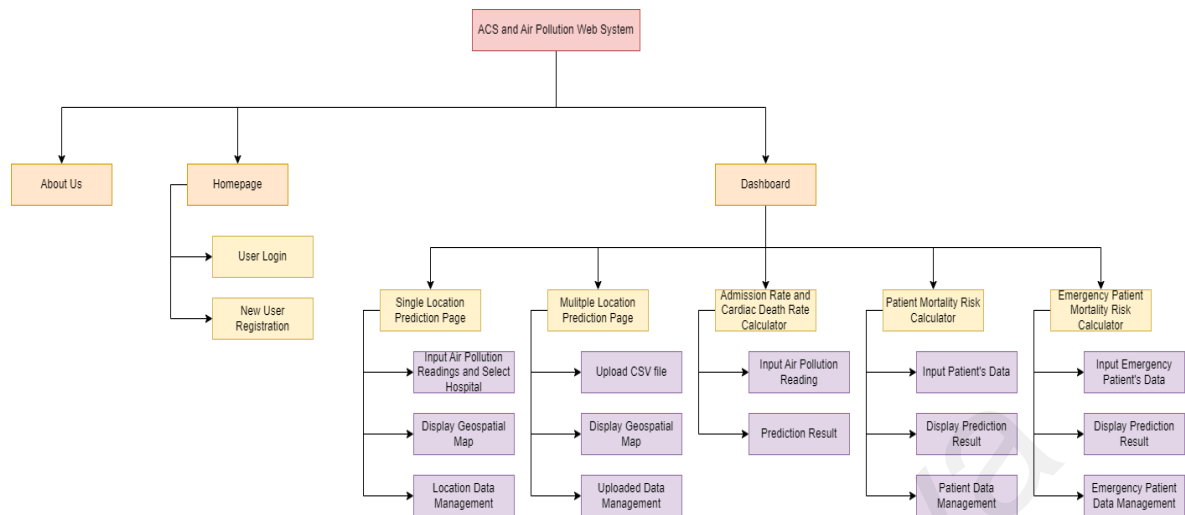 ACS and Air Pollution Web System
About Us
Homepage
Dashboard
User Login
New User
Registration
Single Location
Prediction Page
Mulitple Location
Prediction Page
Admission Rate and
Cardiac Death Rate
Calculator
Patient Mortality Risk
Calculator
Emergency Patient
Mortality Risk
Calculator
Input Air Pollution
Readings and Select
Hospital
Upload CSV file
Input Air Pollution
Reading
Input Patient's Data
Input Emergency
Patient's Data
Display Geospatial
Map
Display Geospatial
Map
Prediction Result
Display Prediction
Result
Display Prediction
Result
Location Data
Management
Uploaded Data
Management
Patient Data
Management
Emergency Patient
Data Management